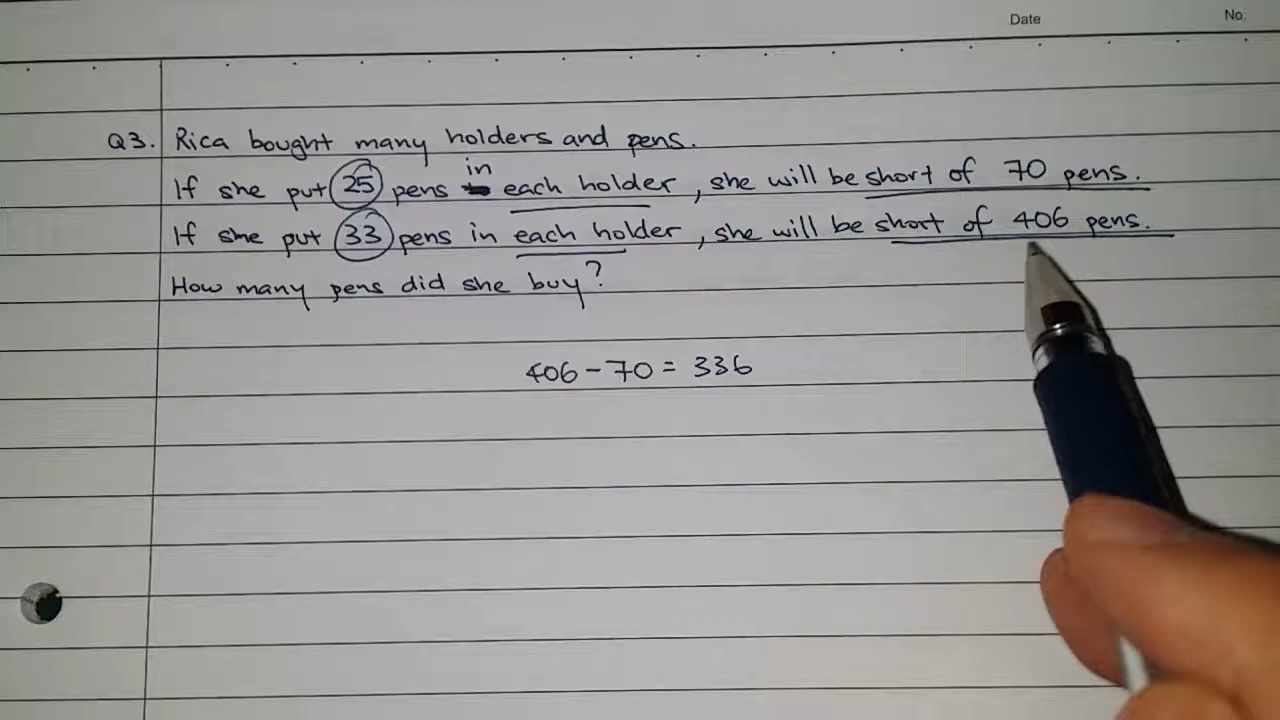 Date No.
Q3. Rica bought many holders and pens.
If she put 25 pens in each holder, she will be short of 70 pens.
If she put 33 pens in each holder, she will be short of 406 pens.
How many pens did she buy?
406 - 70 = 336